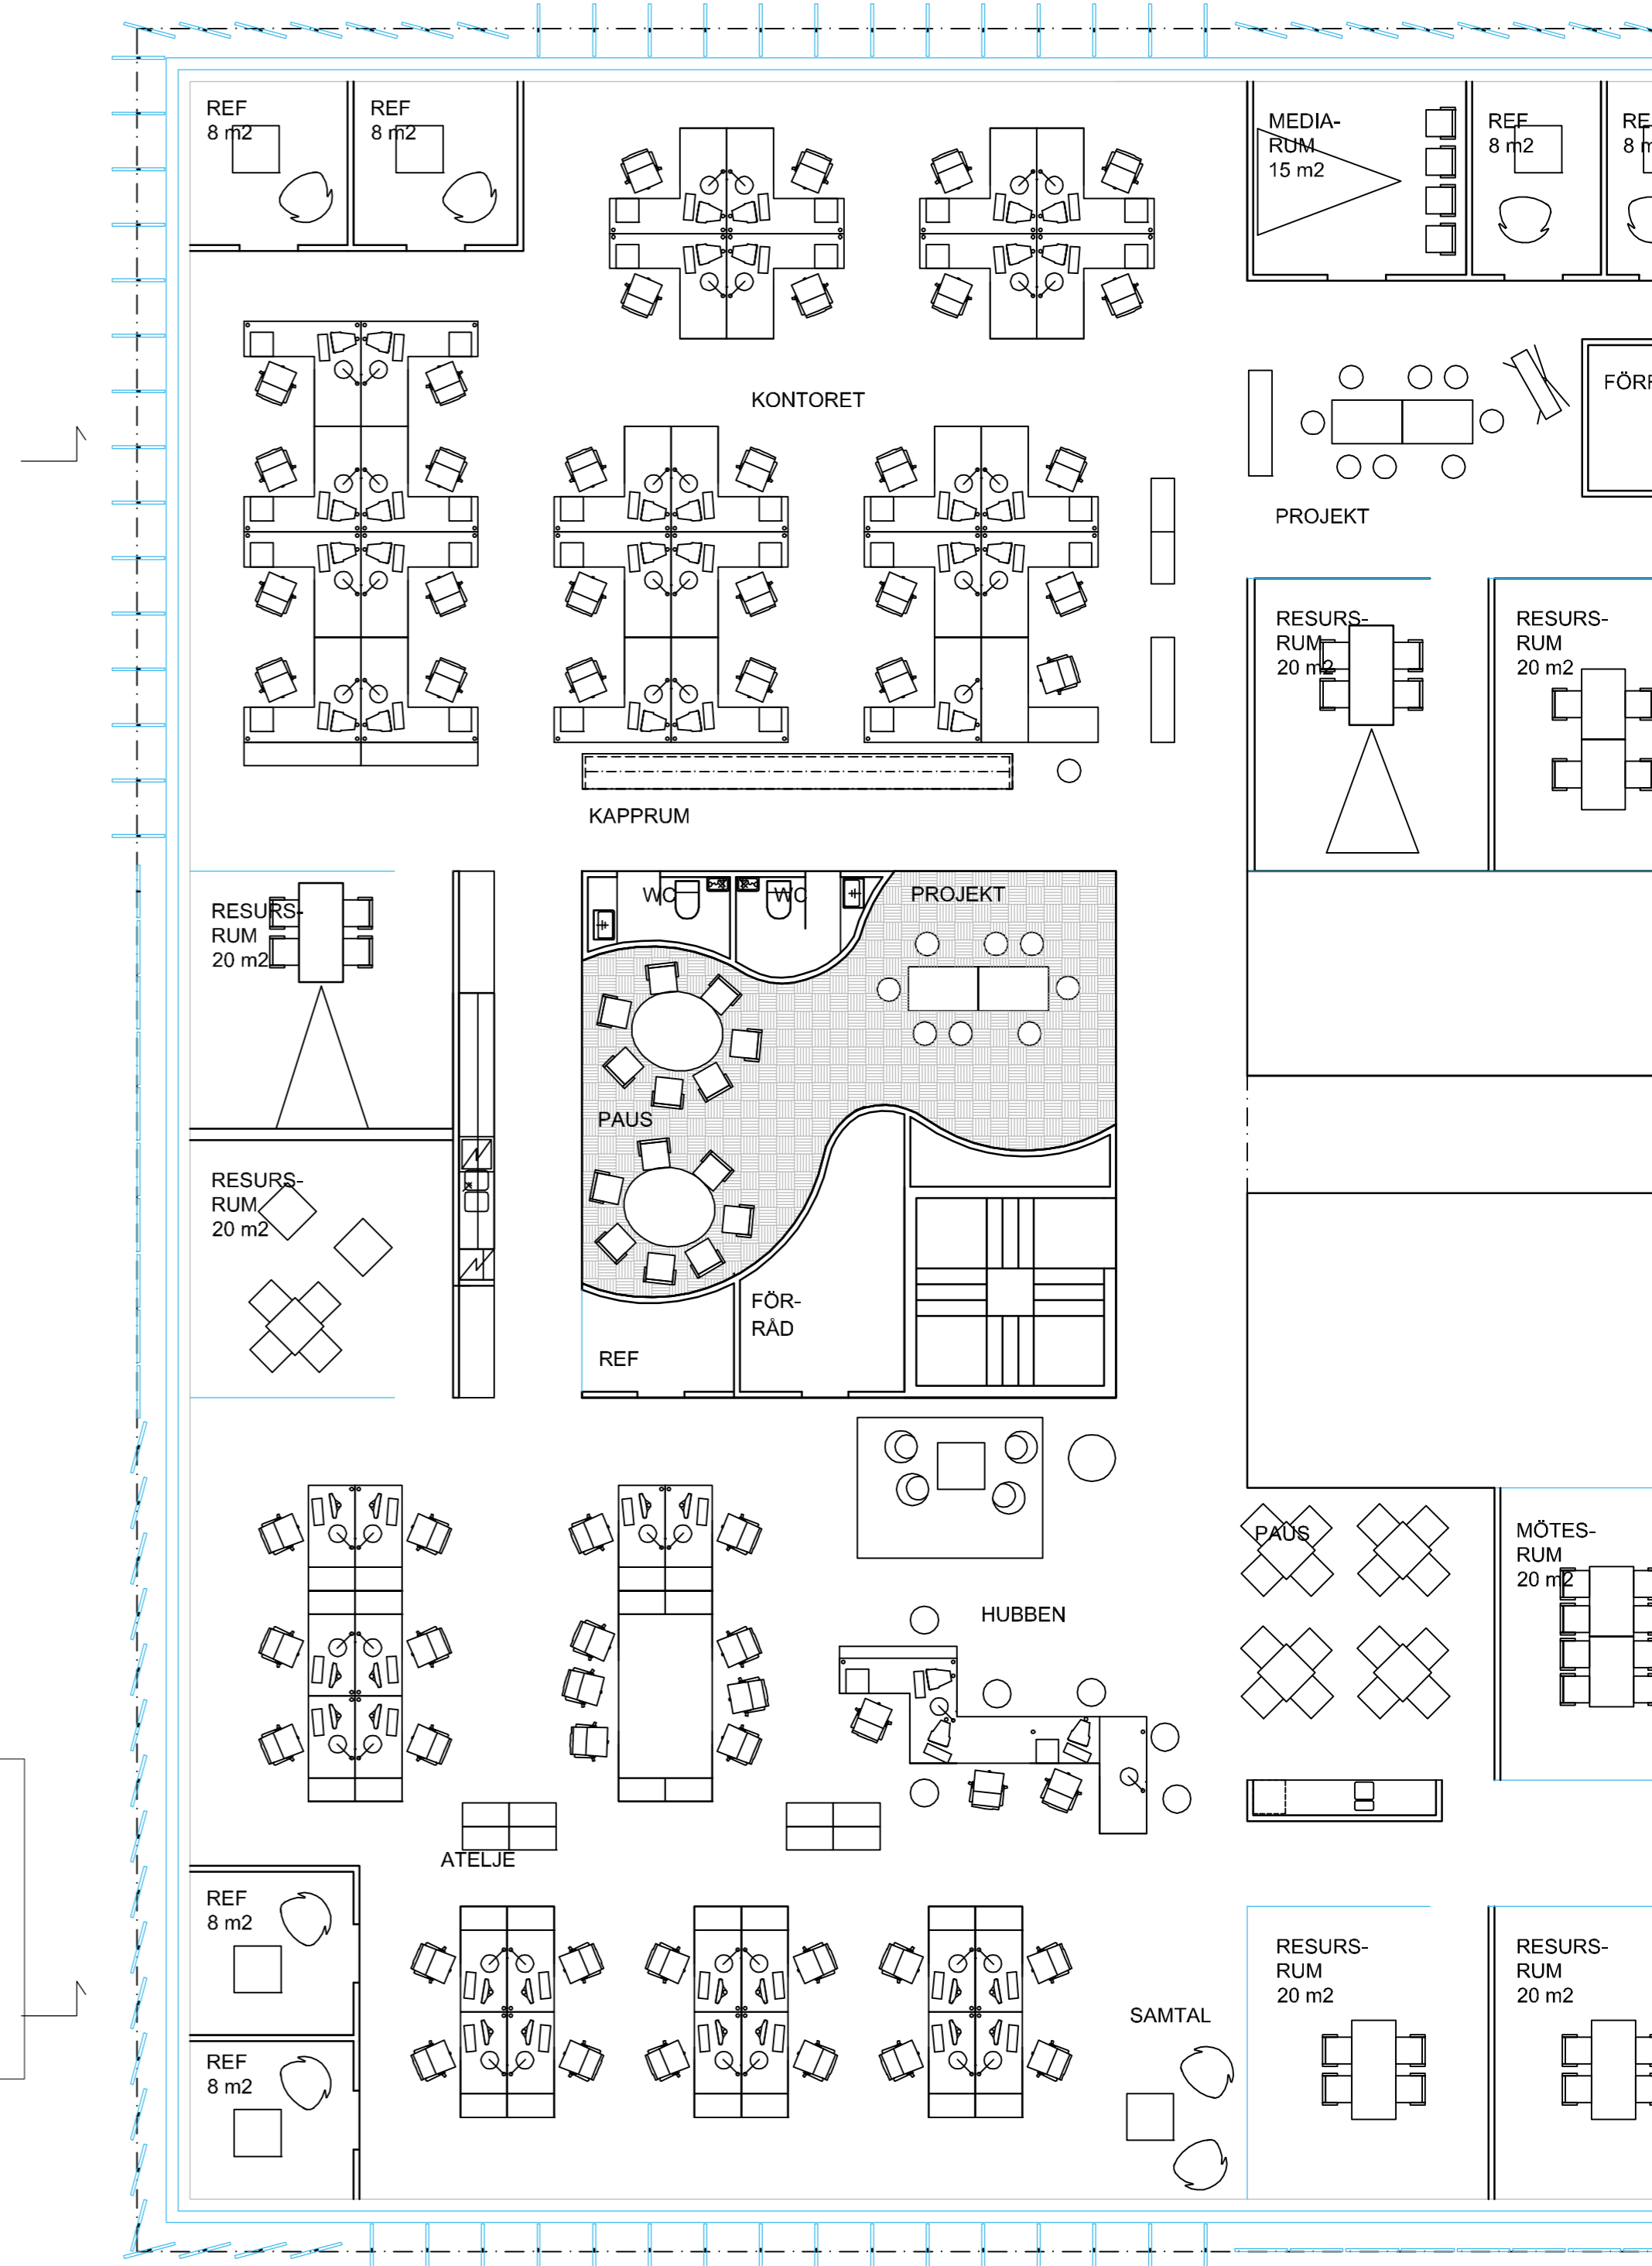 REF
8 m2
REF
8 m2
MEDIA-
RUM
15 m2
REF
8 m2
RE
8 m
KONTORET
FÖRR
PROJEKT
RESURS-
RUM
20 m2
RESURS-
RUM
20 m2
KAPPRUM
RESURS-
RUM
20 m2
WC
WC
PROJEKT
PAUS
RESURS-
RUM
20 m2
FÖR-
RÅD
REF
PAUS
MÖTES-
RUM
20 m2
HUBBEN
ATELJE
REF
8 m2
RESURS-
RUM
20 m2
RESURS-
RUM
20 m2
SAMTAL
REF
8 m2